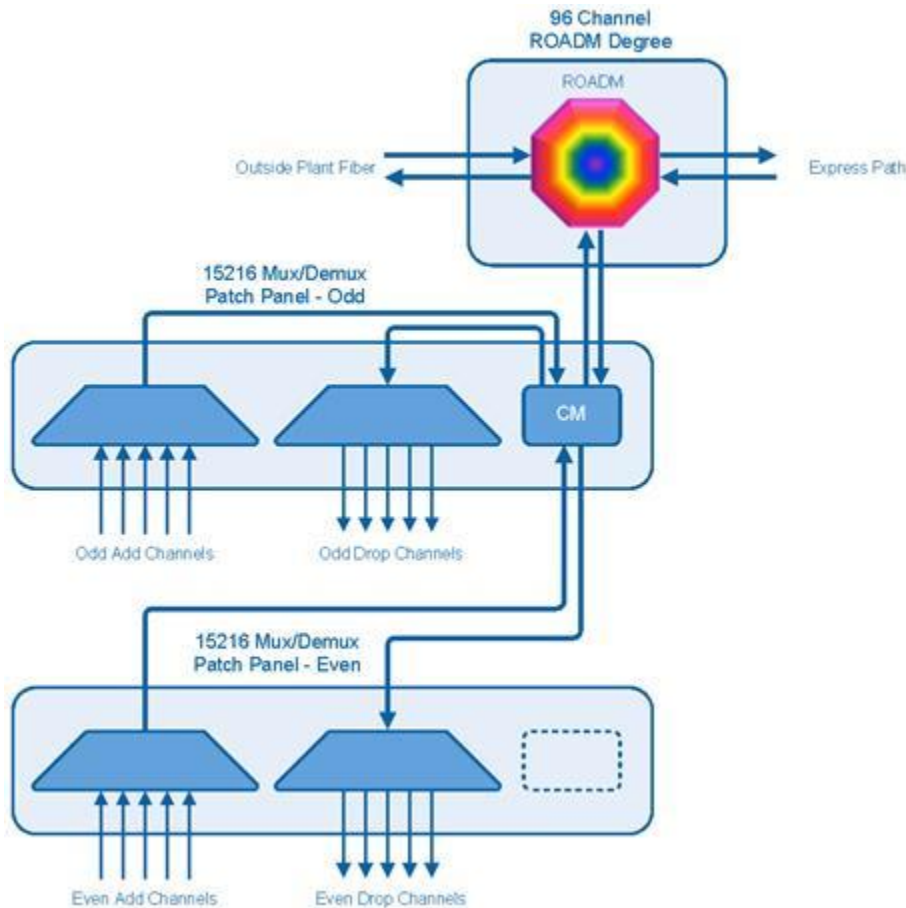 96 Channel
ROADM Degree
ROADM
Outside Plant Fiber
Express Path
15216 Mux/Demux
Patch Panel - Odd
CM
Odd Add Channels
Odd Drop Channels
15216 Mux/Demux
Patch Panel - Even
Even Add Channels
Even Drop Channels